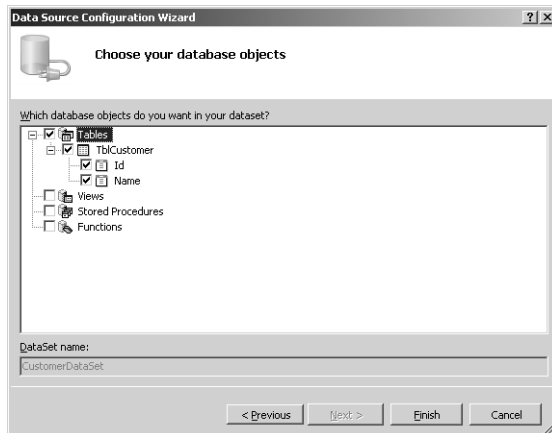 Data Source Configuration Wizard
Choose your database objects
Which database objects do you want in your dataset?
Tables
TblCustomer
Id
Name
Views
Stored Procedures
Functions
DataSet name:
CustomerDataSet
< Previous Next > Finish Cancel